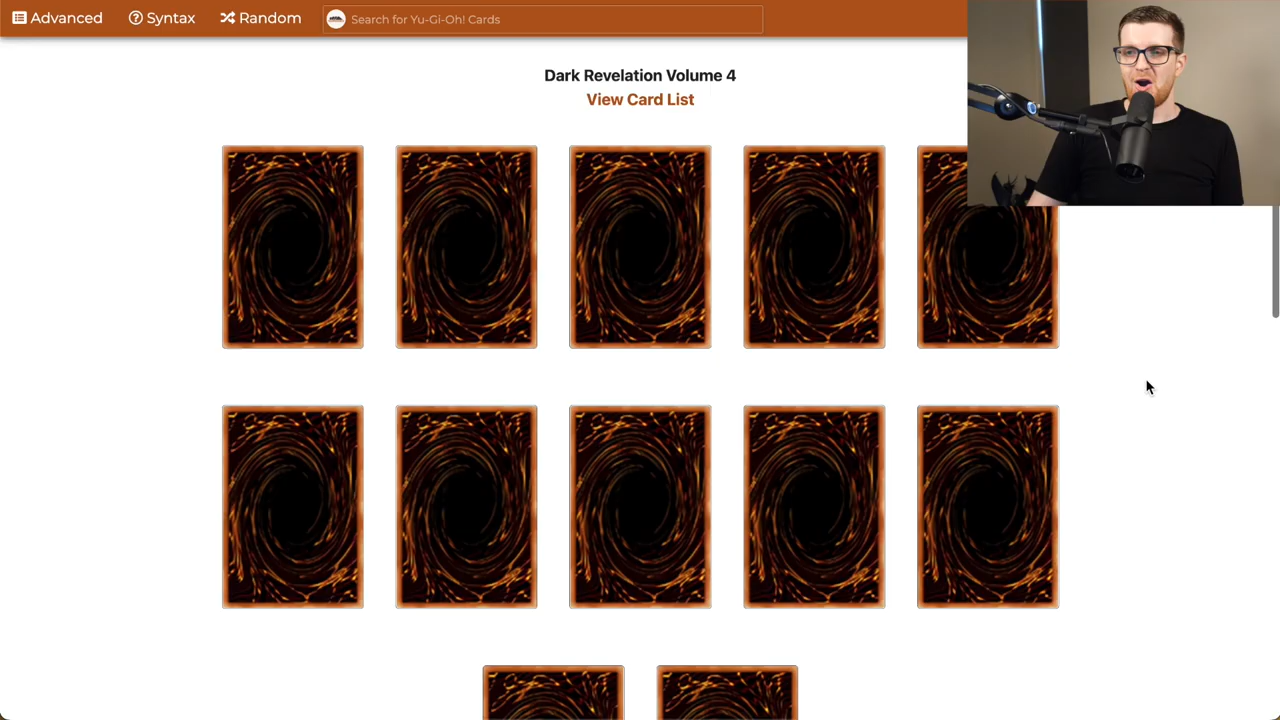 Advanced
Syntax
Random
Search for Yu-Gi-Oh! Cards
Dark Revelation Volume 4
View Card List